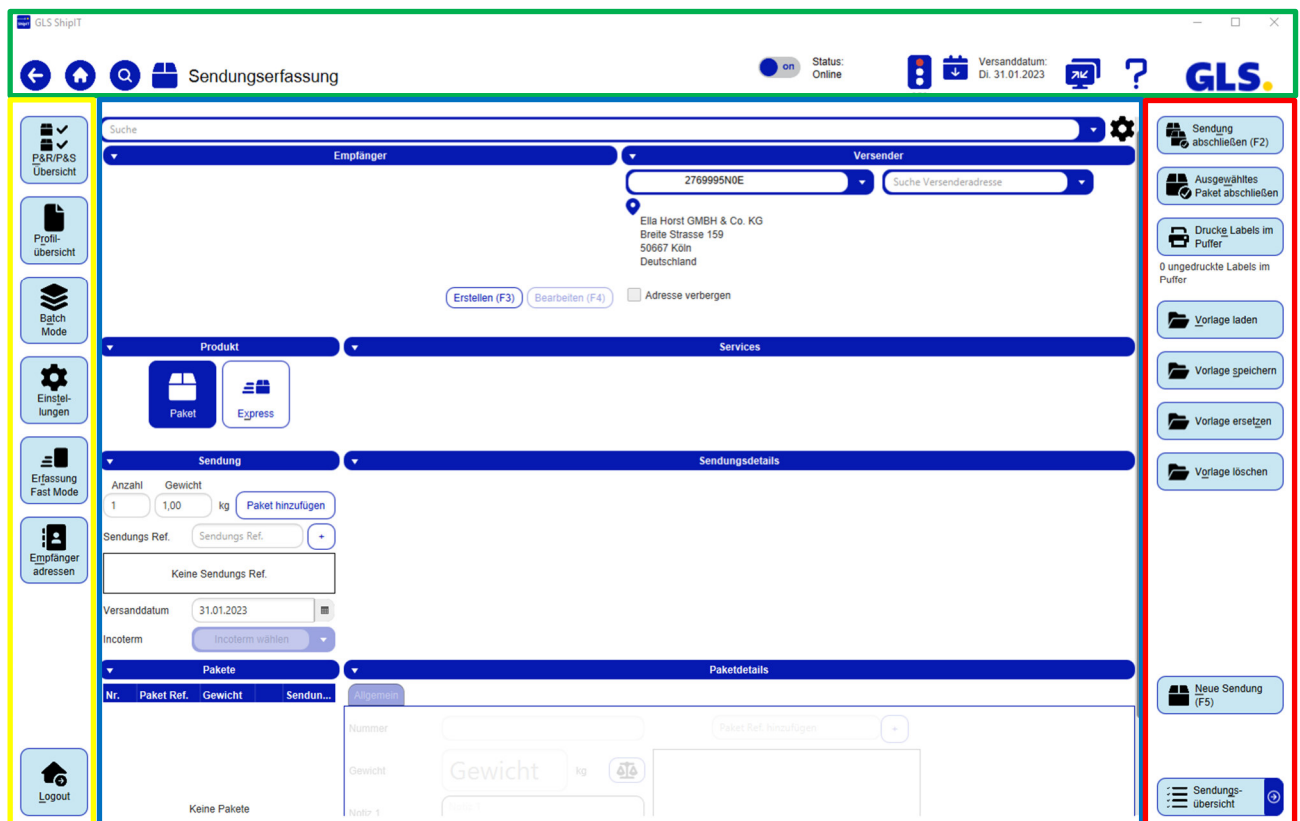 GLS ShipIT
Sendungserfassung
on
Status:
Online
Versanddatum:
Di. 31.01.2023
GLS.
P&R/P&S
Übersicht
Profil-
übersicht
Batch
Mode
Einstel-
lungen
Erfassung
Fast Mode
Empfänger
adressen
Logout
Suche
Empfänger
Versender
2769995N0E
Suche Versenderadresse
Ella Horst GMBH & Co. KG
Breite Strasse 159
50667 Köln
Deutschland
Erstellen (F3)
Bearbeiten (F4)
Adresse verbergen
Produkt
Services
Paket
Express
Sendung
Sendungsdetails
Anzahl Gewicht
1 1,00 kg Paket hinzufügen
Sendungs Ref. Sendungs Ref. +
Keine Sendungs Ref.
Versanddatum 31.01.2023
Incoterm Incoterm wählen
Pakete
Paketdetails
Nr. Paket Ref. Gewicht Sendun...
Keine Pakete
Allgemein
Nummer
Paket Ref. hinzufügen +
Gewicht Gewicht kg
Notiz 1
Sendung
abschließen (F2)
Ausgewähltes
Paket abschließen
Drucke Labels im
Puffer
0 ungedruckte Labels im
Puffer
Vorlage laden
Vorlage speichern
Vorlage ersetzen
Vorlage löschen
Neue Sendung
(F5)
Sendungs-
übersicht